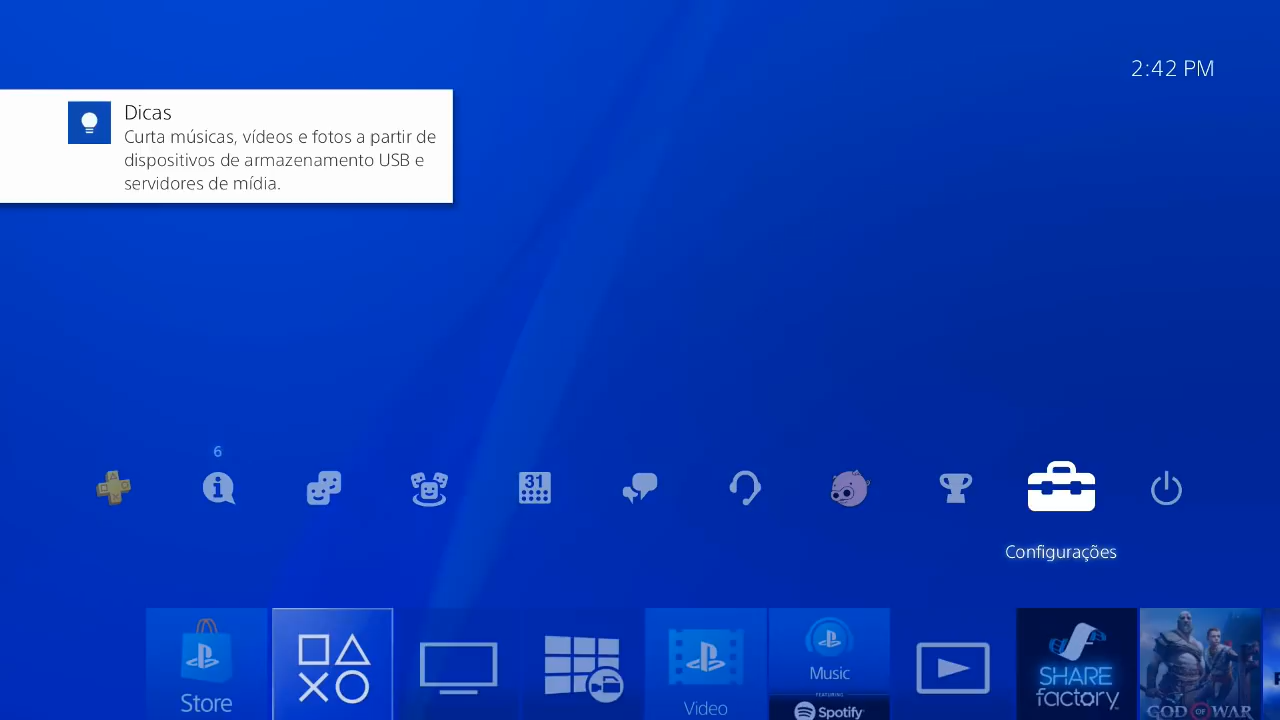 2:42 PM
Dicas
Curta músicas, vídeos e fotos a partir de
dispositivos de armazenamento USB e
servidores de mídia.
6
31
Configurações
Store
Video
Music
FEATURING
Spotify
SHARE
factory
GOD OF WAR